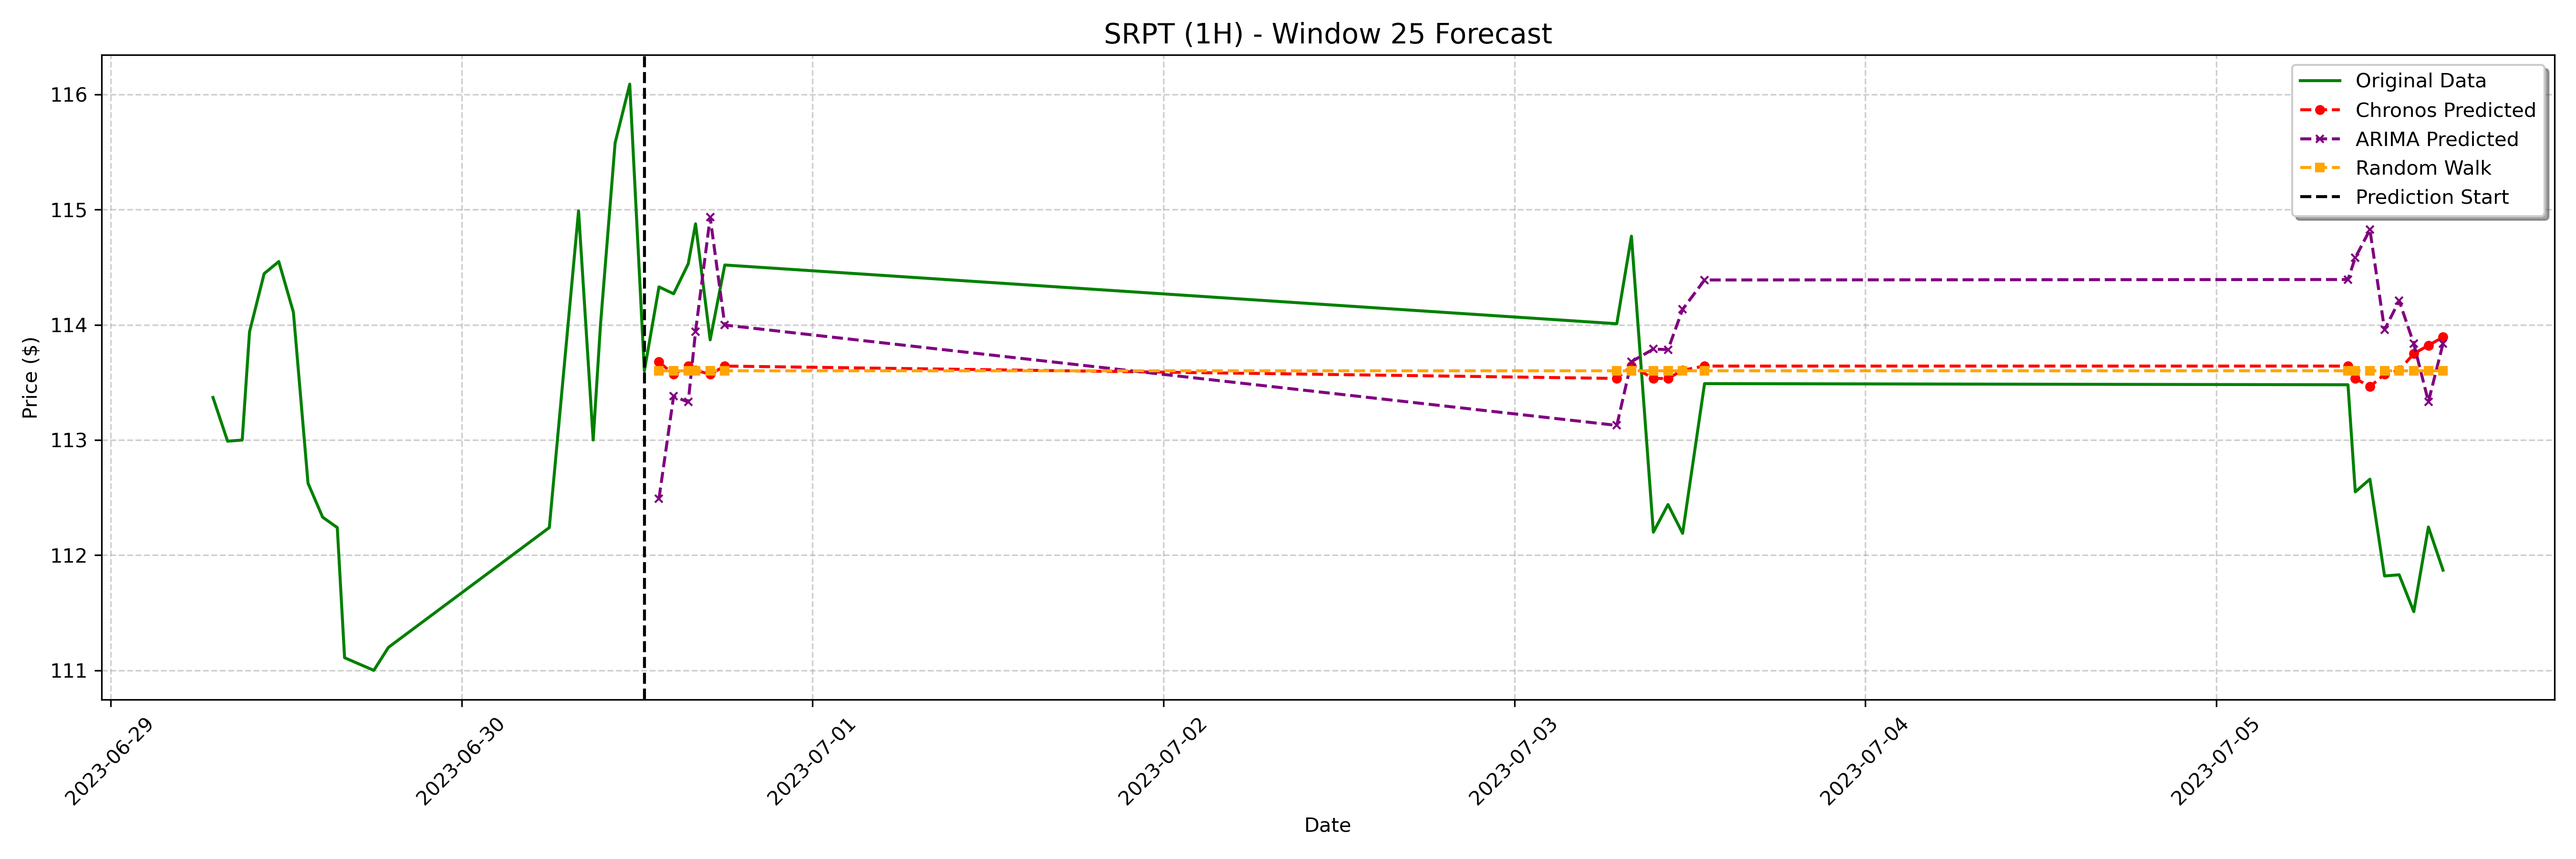 SRPT (1H) - Window 25 Forecast
Original Data
Chronos Predicted
ARIMA Predicted
Random Walk
Prediction Start
Price ($)
116
115
114
113
112
111
2023-06-29
2023-06-30
2023-07-01
2023-07-02
2023-07-03
2023-07-04
2023-07-05
Date